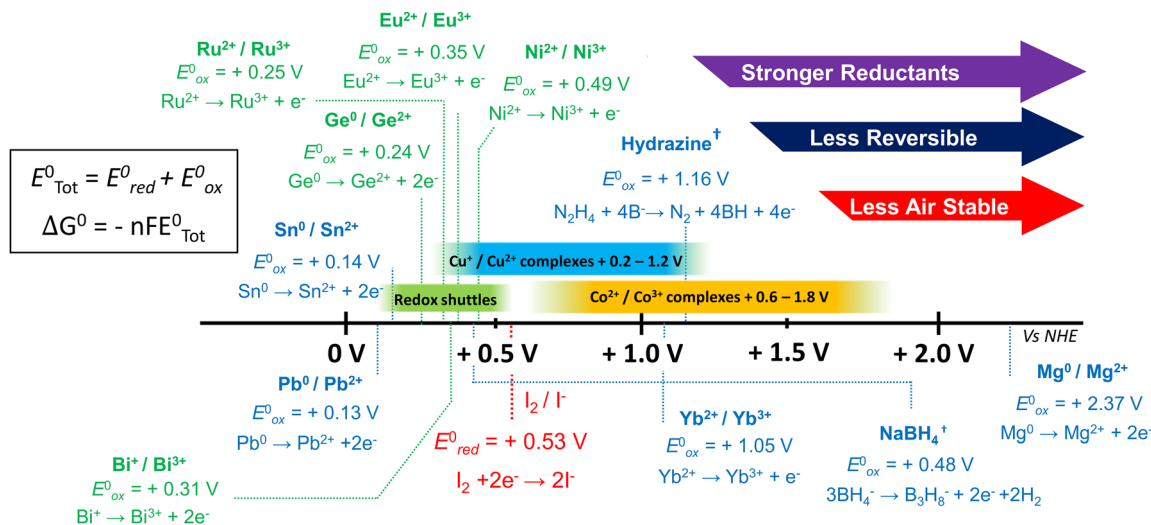 Ru²⁺ / Ru³⁺
E⁰ₒₓ = + 0.25 V
Ru²⁺ → Ru³⁺ + e⁻
Eu²⁺ / Eu³⁺
E⁰ₒₓ = + 0.35 V
Eu²⁺ → Eu³⁺ + e⁻
Ni²⁺ / Ni³⁺
E⁰ₒₓ = + 0.49 V
Ni²⁺ → Ni³⁺ + e⁻
Ge⁰ / Ge²⁺
E⁰ₒₓ = + 0.24 V
Ge⁰ → Ge²⁺ + 2e⁻
Stronger Reductants
Less Reversible
Less Air Stable
E⁰Tot = E⁰red + E⁰ox
ΔG⁰ = - nFE⁰Tot
Hydrazine†
E⁰ₒₓ = + 1.16 V
N₂H₄ + 4B⁻→ N₂ + 4BH + 4e⁻
Sn⁰ / Sn²⁺
E⁰ₒₓ = + 0.14 V
Sn⁰ → Sn²⁺ + 2e⁻
Cu⁺ / Cu²⁺ complexes + 0.2 – 1.2 V
Redox shuttles
Co²⁺ / Co³⁺ complexes + 0.6 – 1.8 V
0 V
+ 0.5 V
+ 1.0 V
+ 1.5 V
+ 2.0 V
Vs NHE
Pb⁰ / Pb²⁺
E⁰ₒₓ = + 0.13 V
Pb⁰ → Pb²⁺ +2e⁻
Bi⁺ / Bi³⁺
E⁰ₒₓ = + 0.31 V
Bi⁺ → Bi³⁺ + 2e⁻
I₂ / I⁻
E⁰red = + 0.53 V
I₂ +2e⁻ → 2I⁻
Yb²⁺ / Yb³⁺
E⁰ₒₓ = + 1.05 V
Yb²⁺ → Yb³⁺ + e⁻
NaBH₄†
E⁰ₒₓ = + 0.48 V
3BH₄⁻ → B₃H₈⁻ + 2e⁻ +2H₂
Mg⁰ / Mg²⁺
E⁰ₒₓ = + 2.37 V
Mg⁰ → Mg²⁺ + 2e⁻